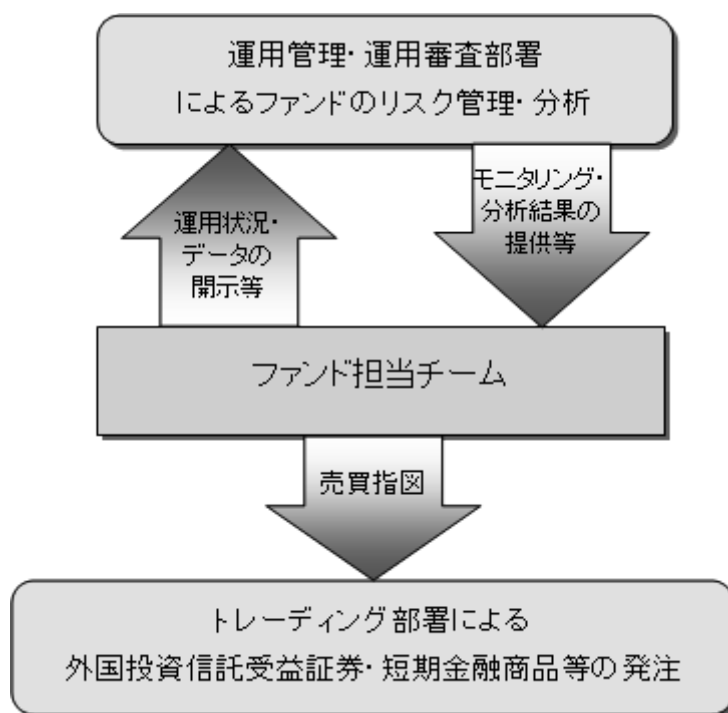 運用管理・運用審査部署
によるファンドのリスク管理・分析
運用状況・
データの
開示等
モニタリング・
分析結果の
提供等
ファンド担当チーム
売買指図
トレーディング部署による
外国投資信託受益証券・短期金融商品等の発注